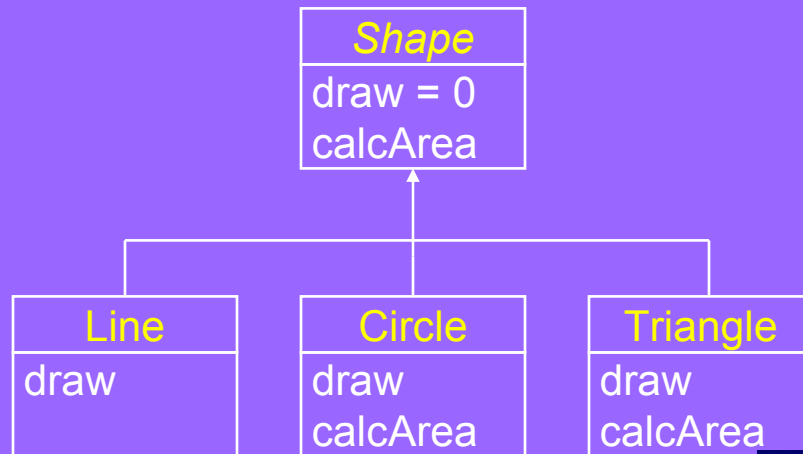 Shape
draw = 0
calcArea
Line
draw
Circle
draw
calcArea
Triangle
draw
calcArea